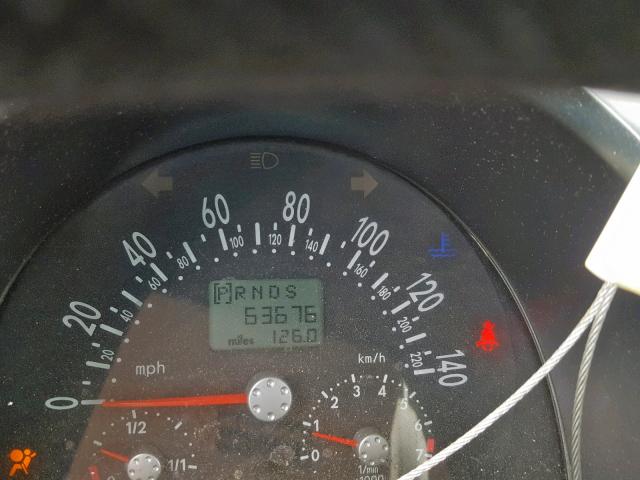 60 80
40 100
100 120 140
80 160
60 180
20 120
40 200
[P]RNDS
63676
miles 126.0
20 220
0 140
mph km/h
2 3 4 5
1/2 1 6
0 7
1/1 1/min